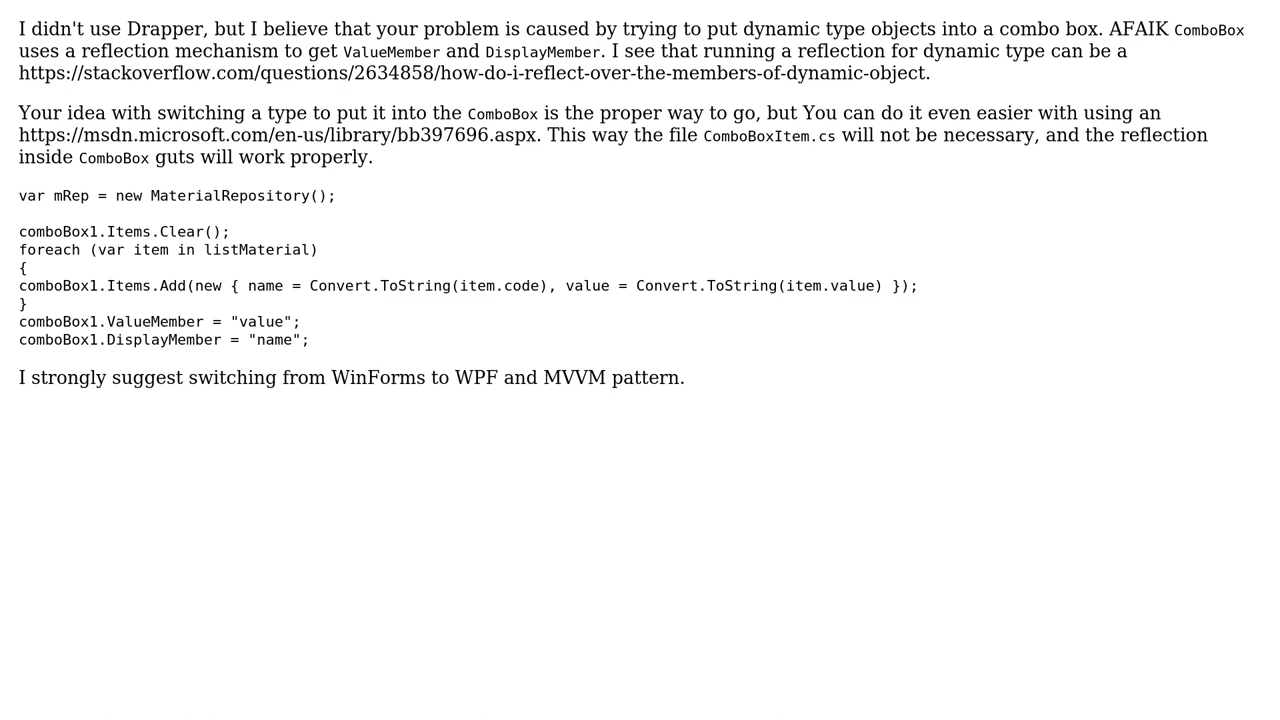 I didn't use Drapper, but I believe that your problem is caused by trying to put dynamic type objects into a combo box. AFAIK ComboBox
uses a reflection mechanism to get ValueMember and DisplayMember. I see that running a reflection for dynamic type can be a
https://stackoverflow.com/questions/2634858/how-do-i-reflect-over-the-members-of-dynamic-object.
Your idea with switching a type to put it into the ComboBox is the proper way to go, but You can do it even easier with using an
https://msdn.microsoft.com/en-us/library/bb397696.aspx. This way the file ComboBoxItem.cs will not be necessary, and the reflection
inside ComboBox guts will work properly.
var mRep = new MaterialRepository();
comboBox1.Items.Clear();
foreach (var item in listMaterial)
{
comboBox1.Items.Add(new { name = Convert.ToString(item.code), value = Convert.ToString(item.value) });
}
comboBox1.ValueMember = "value";
comboBox1.DisplayMember = "name";
I strongly suggest switching from WinForms to WPF and MVVM pattern.